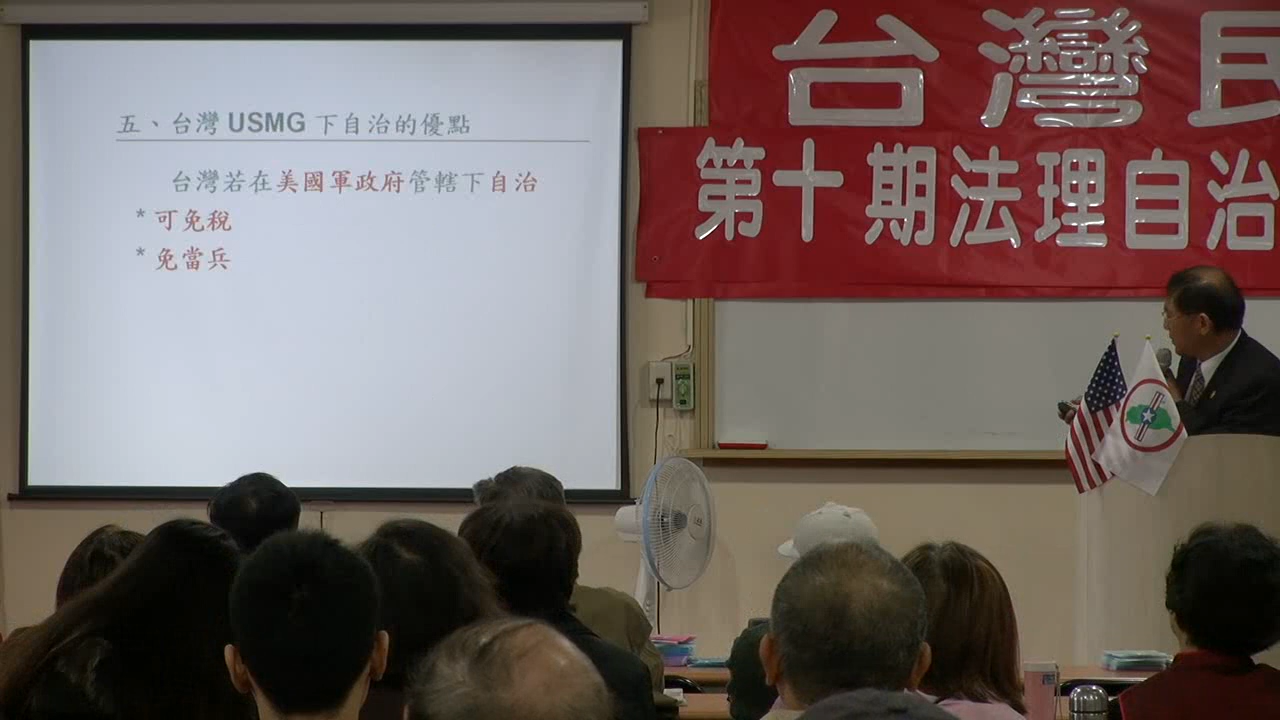 五、台灣 USMG 下自治的優點
台灣若在美國軍政府管轄下自治
* 可免稅
* 免當兵
台灣民
第十期法理自治